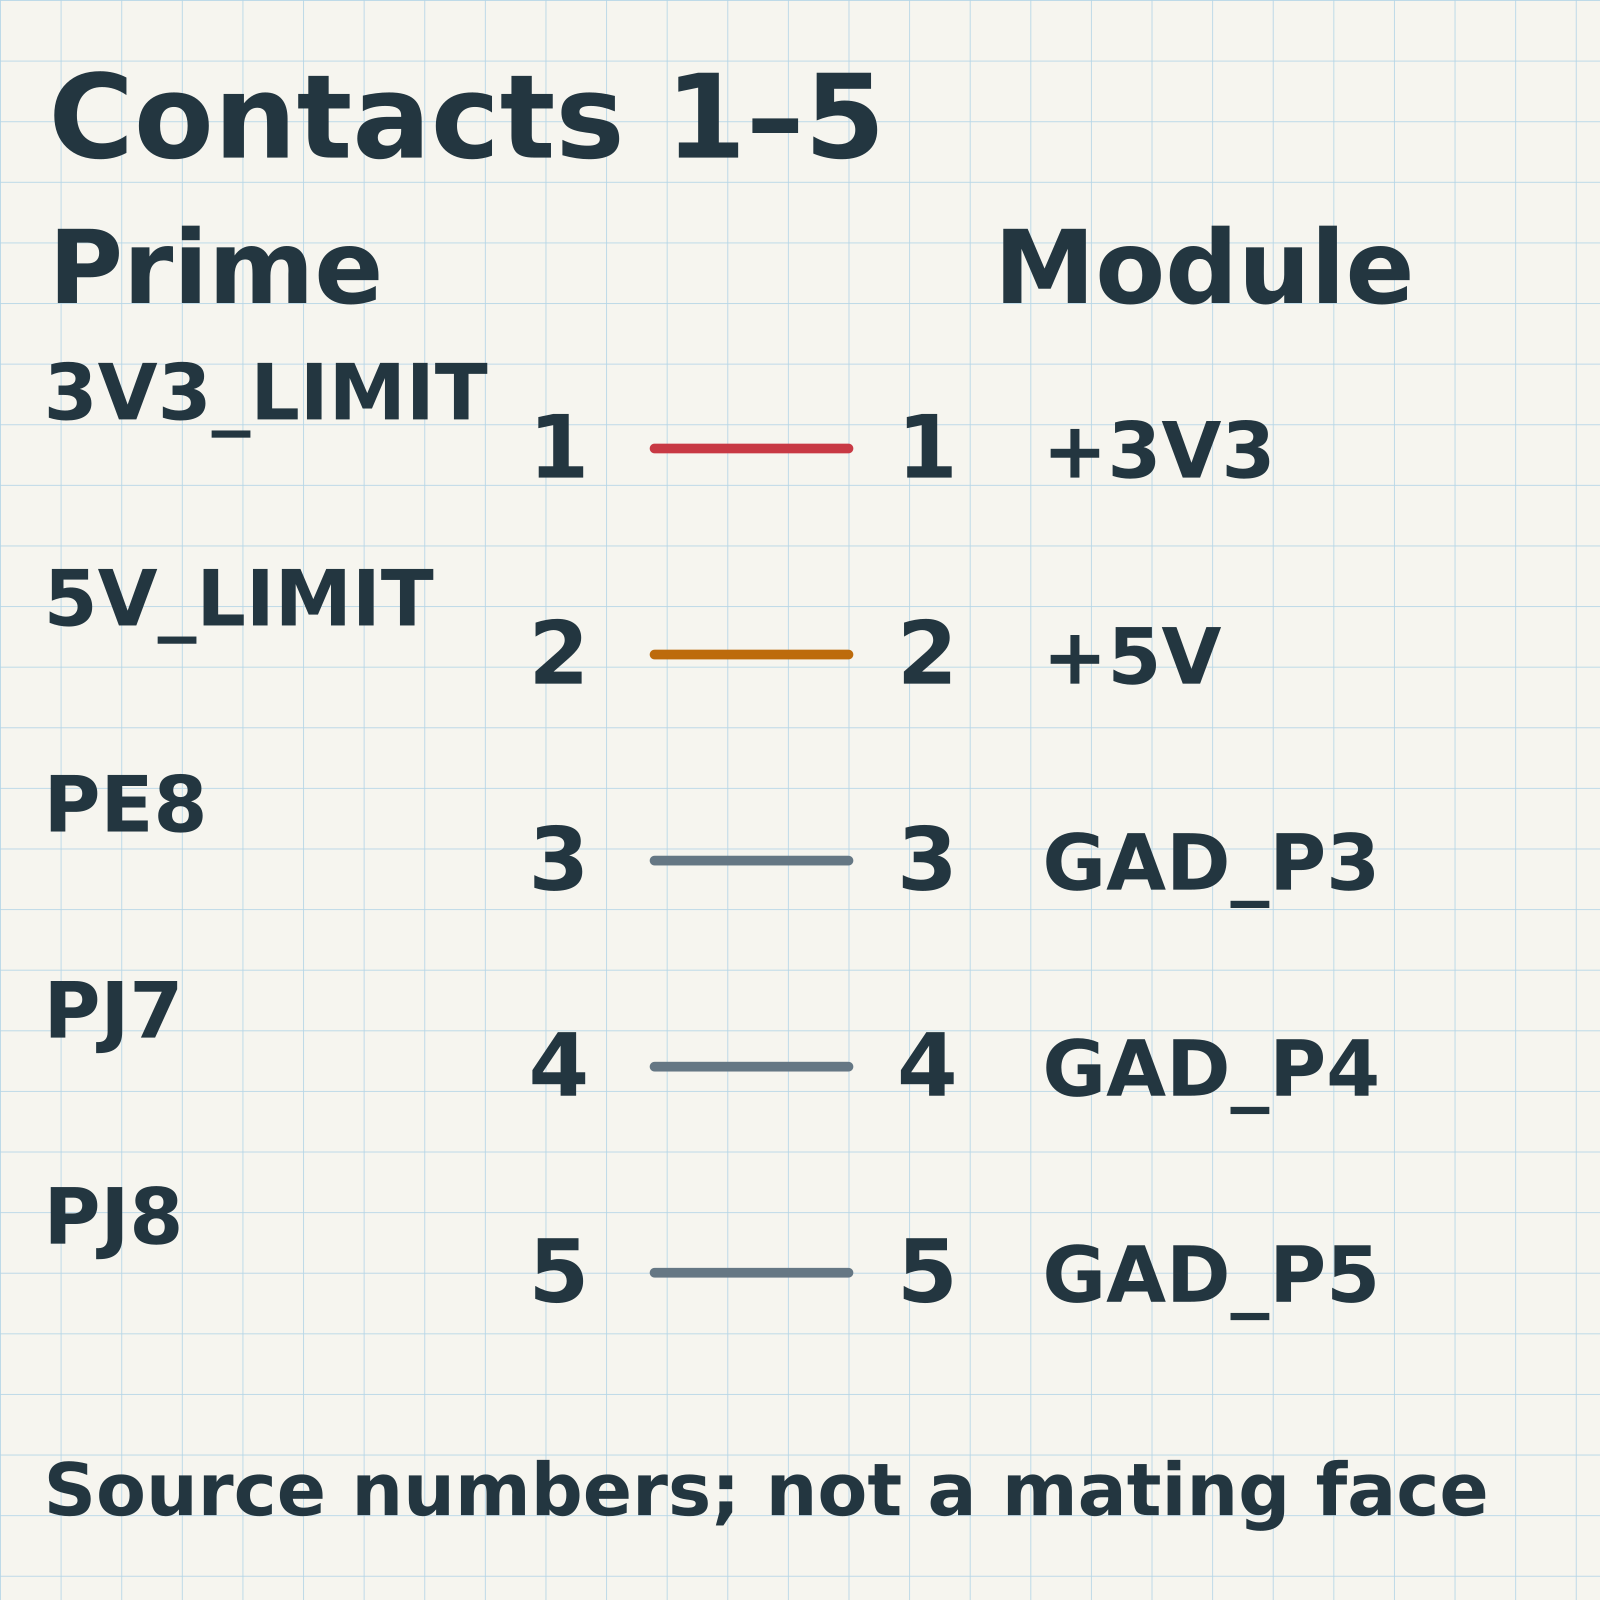 Contacts 1–5
Prime Module
3V3_LIMIT
1 1 +3V3
5V_LIMIT
2 2 +5V
PE8
3 3 GAD_P3
PJ7
4 4 GAD_P4
PJ8
5 5 GAD_P5
Source numbers; not a mating face